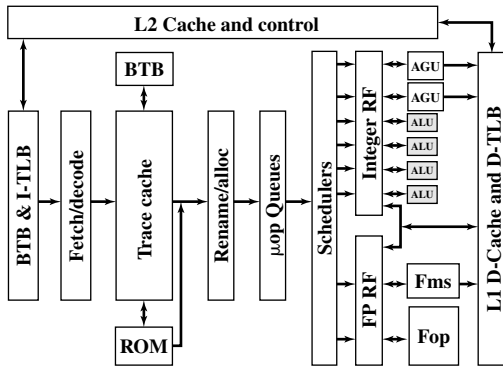 L2 Cache and control
BTB
BTB & I-TLB
Fetch/decode
Trace cache
ROM
Rename/alloc
µop Queues
Schedulers
Integer RF
FP RF
AGU
AGU
ALU
ALU
ALU
ALU
Fms
Fop
L1 D-Cache and D-TLB